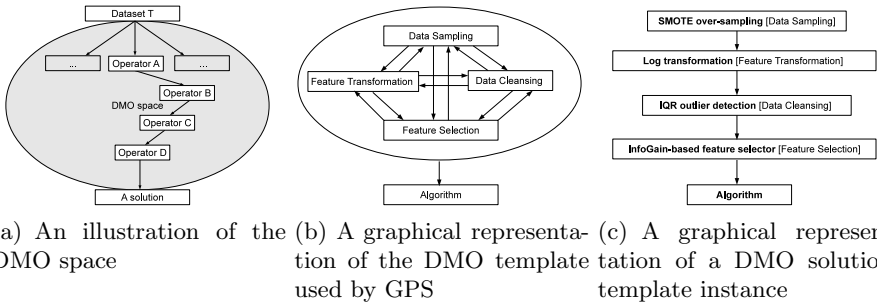 Dataset T
...
Operator A
...
Operator B
DMO space
Operator C
Operator D
A solution
Data Sampling
Feature Transformation
Data Cleansing
Feature Selection
Algorithm
SMOTE over-sampling [Data Sampling]
Log transformation [Feature Transformation]
IQR outlier detection [Data Cleansing]
InfoGain-based feature selector [Feature Selection]
Algorithm
a) An illustration of the
DMO space
(b) A graphical representa-
tion of the DMO template
used by GPS
(c) A graphical represen
tation of a DMO solutio
template instance